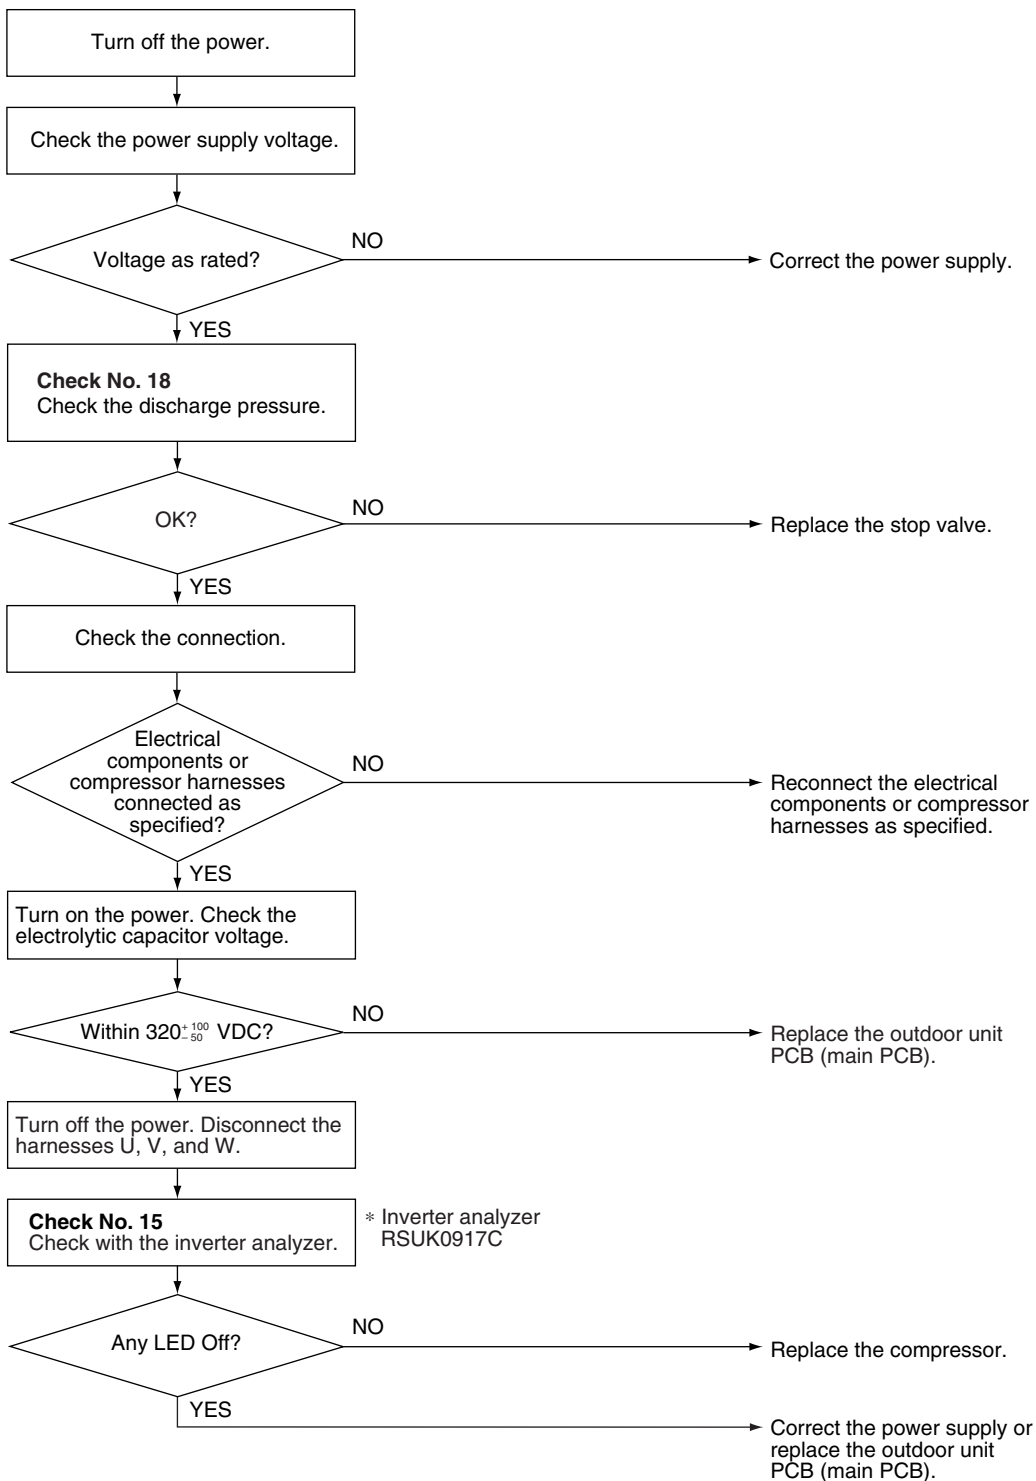 Turn off the power.
Check the power supply voltage.
Voltage as rated?
NO
Correct the power supply.
YES
Check No. 18
Check the discharge pressure.
OK?
NO
Replace the stop valve.
YES
Check the connection.
Electrical
components or
compressor harnesses
connected as
specified?
NO
Reconnect the electrical
components or compressor
harnesses as specified.
YES
Turn on the power. Check the
electrolytic capacitor voltage.
Within 320 +100 −50 VDC?
NO
Replace the outdoor unit
PCB (main PCB).
YES
Turn off the power. Disconnect the
harnesses U, V, and W.
Check No. 15
Check with the inverter analyzer.
* Inverter analyzer
RSUK0917C
Any LED Off?
NO
Replace the compressor.
YES
Correct the power supply or
replace the outdoor unit
PCB (main PCB).